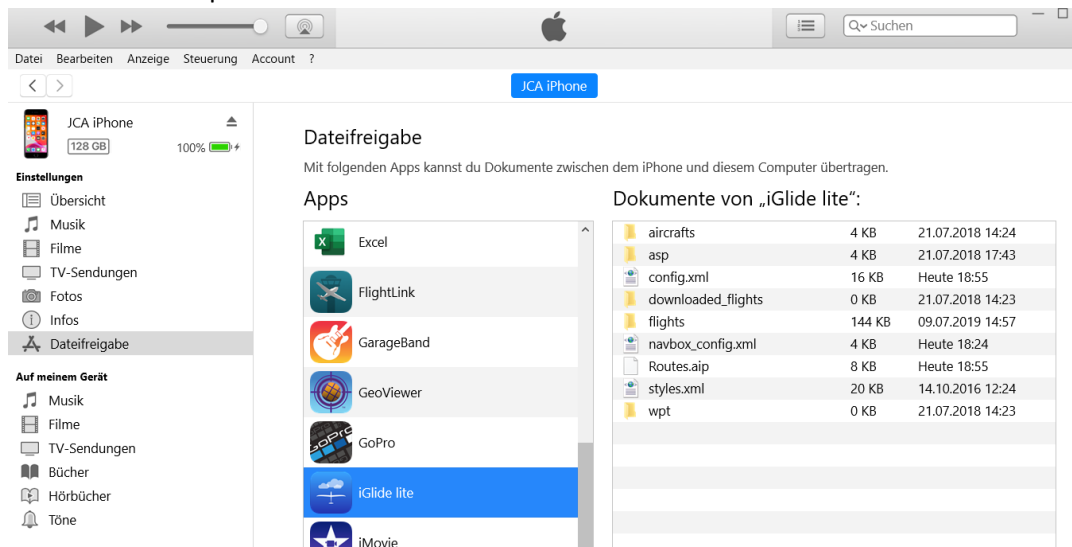 Suchen
Datei Bearbeiten Anzeige Steuerung Account ?
JCA iPhone
JCA iPhone
128 GB 100%
Einstellungen
Übersicht
Musik
Filme
TV-Sendungen
Fotos
Infos
Dateifreigabe
Auf meinem Gerät
Musik
Filme
TV-Sendungen
Bücher
Hörbücher
Töne
Dateifreigabe
Mit folgenden Apps kannst du Dokumente zwischen dem iPhone und diesem Computer übertragen.
Apps
Excel
FlightLink
GarageBand
GeoViewer
GoPro
GoPro
iGlide lite
iMovie
Dokumente von „iGlide lite“:
aircrafts 4 KB 21.07.2018 14:24
asp 4 KB 21.07.2018 17:43
config.xml 16 KB Heute 18:55
downloaded_flights 0 KB 21.07.2018 14:23
flights 144 KB 09.07.2019 14:57
navbox_config.xml 4 KB Heute 18:24
Routes.aip 8 KB Heute 18:55
styles.xml 20 KB 14.10.2016 12:24
wpt 0 KB 21.07.2018 14:23